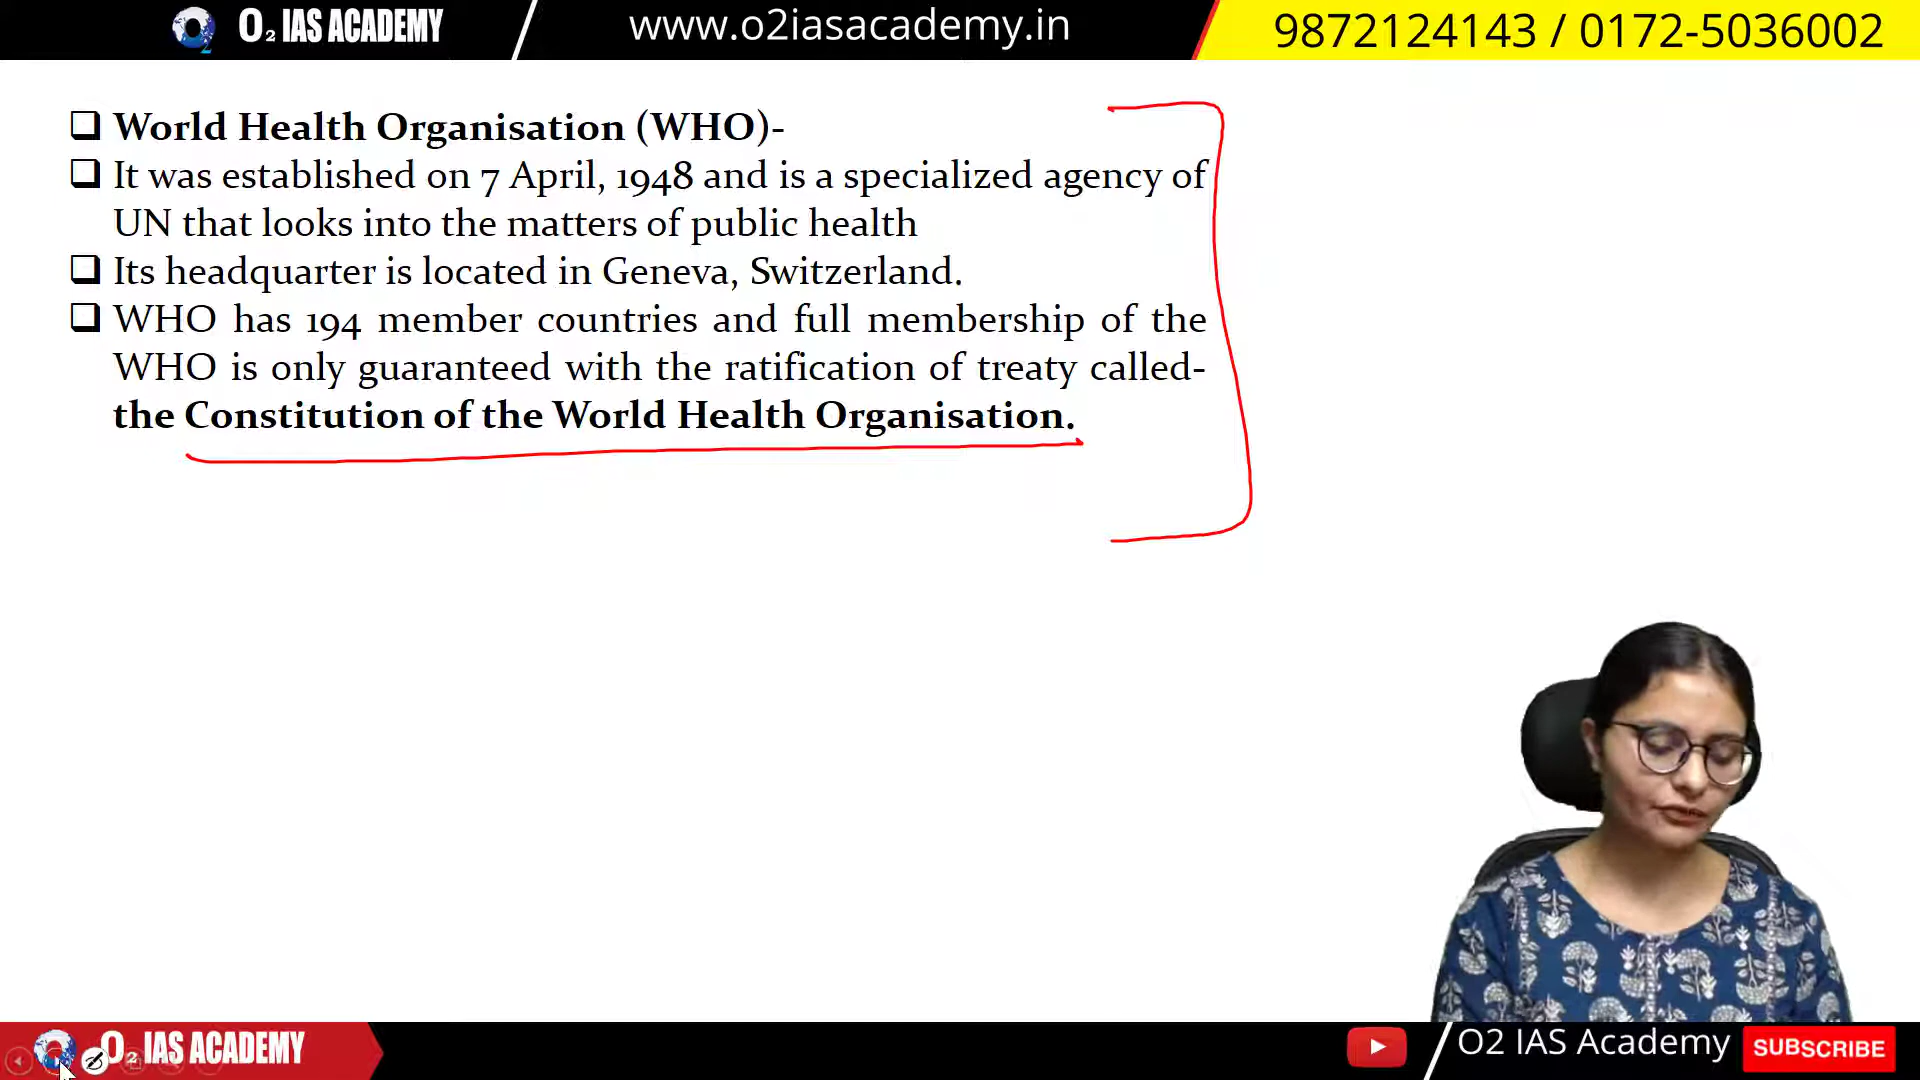 O₂ IAS ACADEMY
www.o2iasacademy.in
9872124143 / 0172-5036002
World Health Organisation (WHO)-
It was established on 7 April, 1948 and is a specialized agency of
UN that looks into the matters of public health
Its headquarter is located in Geneva, Switzerland.
WHO has 194 member countries and full membership of the
WHO is only guaranteed with the ratification of treaty called-
the Constitution of the World Health Organisation.
O₂ IAS ACADEMY
O2 IAS Academy
SUBSCRIBE